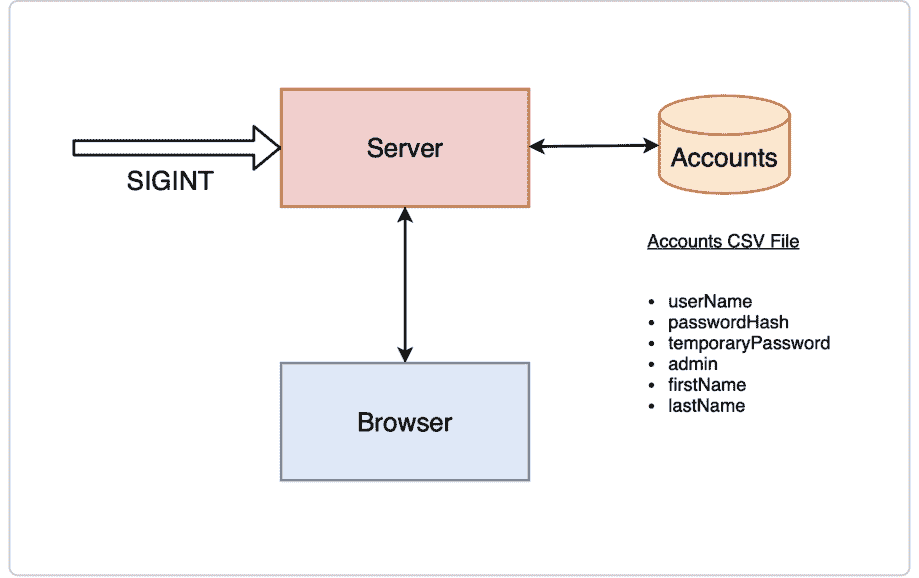 Server
Accounts
SIGINT
Accounts CSV File
• userName
• passwordHash
• temporaryPassword
• admin
• firstName
• lastName
Browser